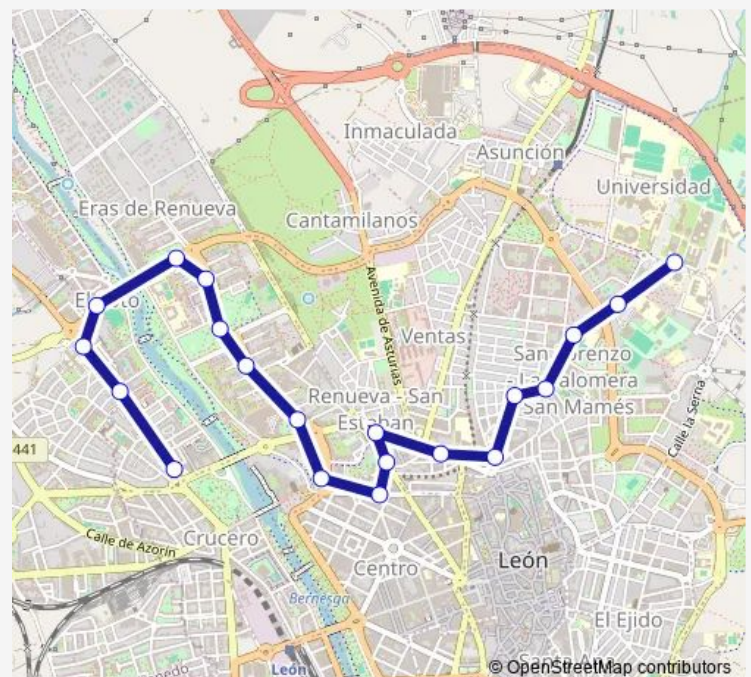 Inmaculada
Asunción
Universidad
Eras de Renueva
Cantamilanos
Avenida de Asturias
Ventas
San Lorenzo
La Palomera
San Mamés
Renueva - San
Esteban
Calle la Serna
441
Calle de Azorín
Crucero
Centro
León
Bernesga
El Ejido
León
© OpenStreetMap contributors